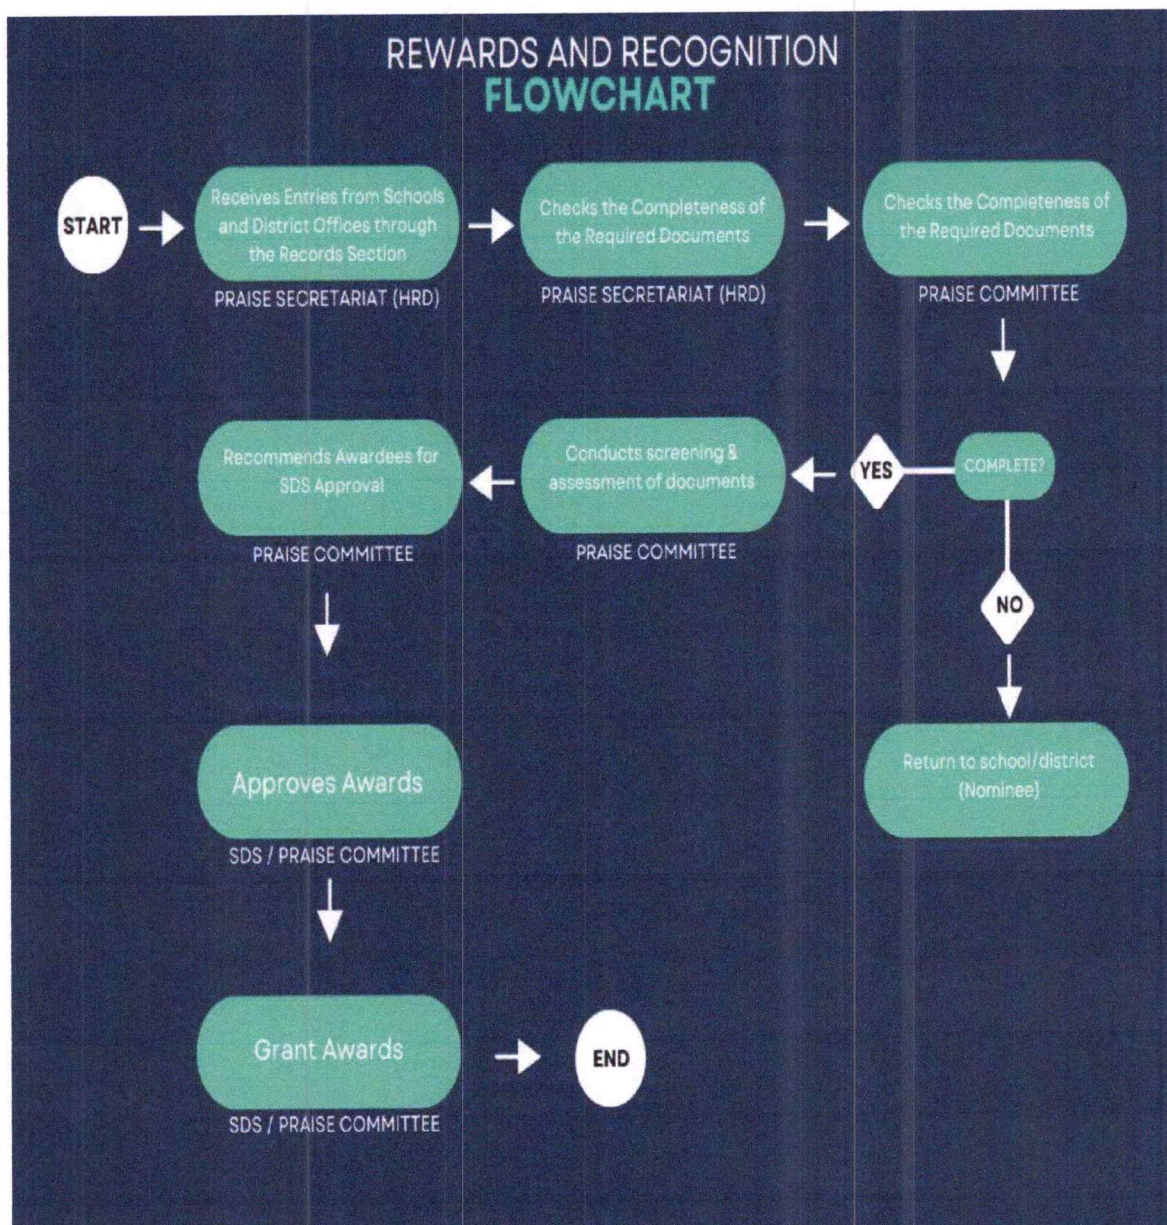 REWARDS AND RECOGNITION
FLOWCHART
START
Receives Entries from Schools
and District Offices through
the Records Section
PRAISE SECRETARIAT (HRD)
Checks the Completeness of
the Required Documents
PRAISE SECRETARIAT (HRD)
Checks the Completeness of
the Required Documents
PRAISE COMMITTEE
COMPLETE?
YES
Conducts screening &
assessment of documents
PRAISE COMMITTEE
Recommends Awardees for
SDS Approval
PRAISE COMMITTEE
NO
Return to school/district
(Nominee)
Approves Awards
SDS / PRAISE COMMITTEE
Grant Awards
SDS / PRAISE COMMITTEE
END